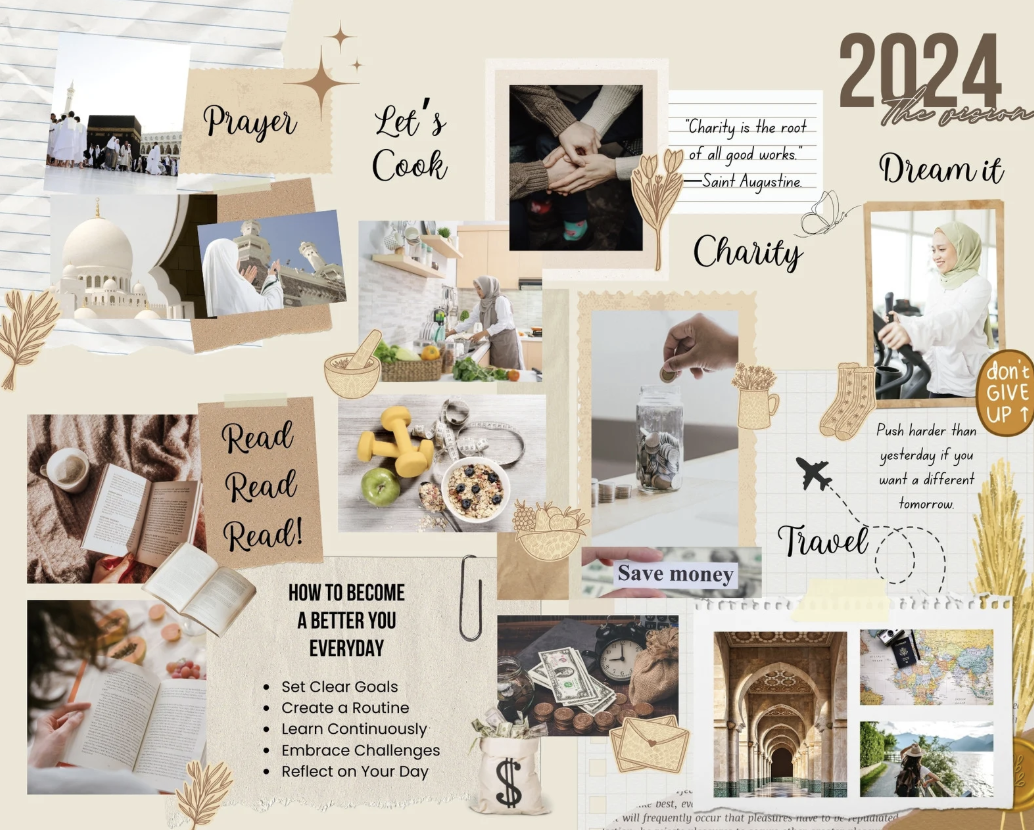 2024
The vision
Prayer
Let's
Cook
"Charity is the root
of all good works."
—Saint Augustine.
Charity
Dream it
don't
GIVE
UP ↑
Push harder than
yesterday if you
want a different
tomorrow.
Travel
Read
Read
Read!
Save money
HOW TO BECOME
A BETTER YOU
EVERYDAY
• Set Clear Goals
• Create a Routine
• Learn Continuously
• Embrace Challenges
• Reflect on Your Day
$
best, ev
will frequently occur that pleasures have to be repudiated